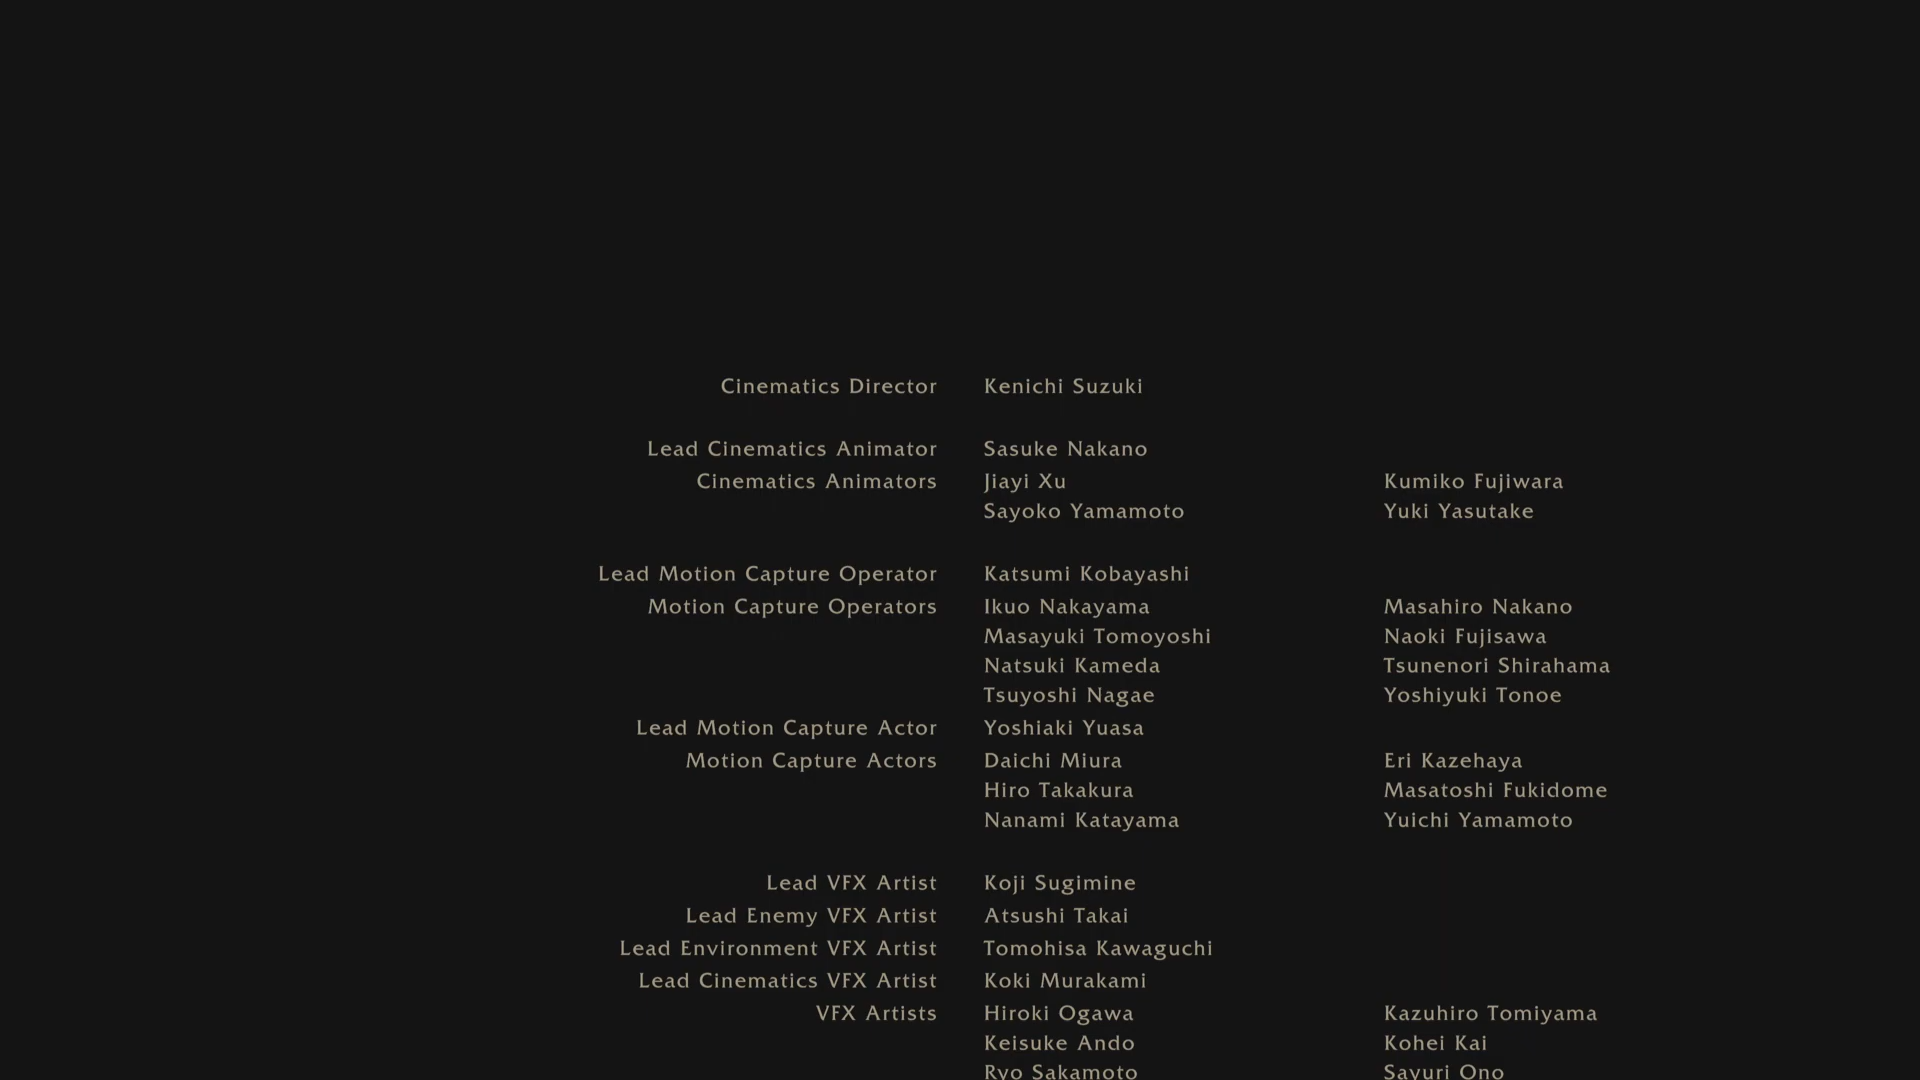 Cinematics Director Kenichi Suzuki
Lead Cinematics Animator Sasuke Nakano
Cinematics Animators Jiayi Xu Kumiko Fujiwara
Sayoko Yamamoto Yuki Yasutake
Lead Motion Capture Operator Katsumi Kobayashi
Motion Capture Operators Ikuo Nakayama Masahiro Nakano
Masayuki Tomoyoshi Naoki Fujisawa
Natsuki Kameda Tsunenori Shirahama
Tsuyoshi Nagae Yoshiyuki Tonoe
Lead Motion Capture Actor Yoshiaki Yuasa
Motion Capture Actors Daichi Miura Eri Kazehaya
Hiro Takakura Masatoshi Fukidome
Nanami Katayama Yuichi Yamamoto
Lead VFX Artist Koji Sugimine
Lead Enemy VFX Artist Atsushi Takai
Lead Environment VFX Artist Tomohisa Kawaguchi
Lead Cinematics VFX Artist Koki Murakami
VFX Artists Hiroki Ogawa Kazuhiro Tomiyama
Keisuke Ando Kohei Kai
Ryo Sakamoto Sayuri Ono